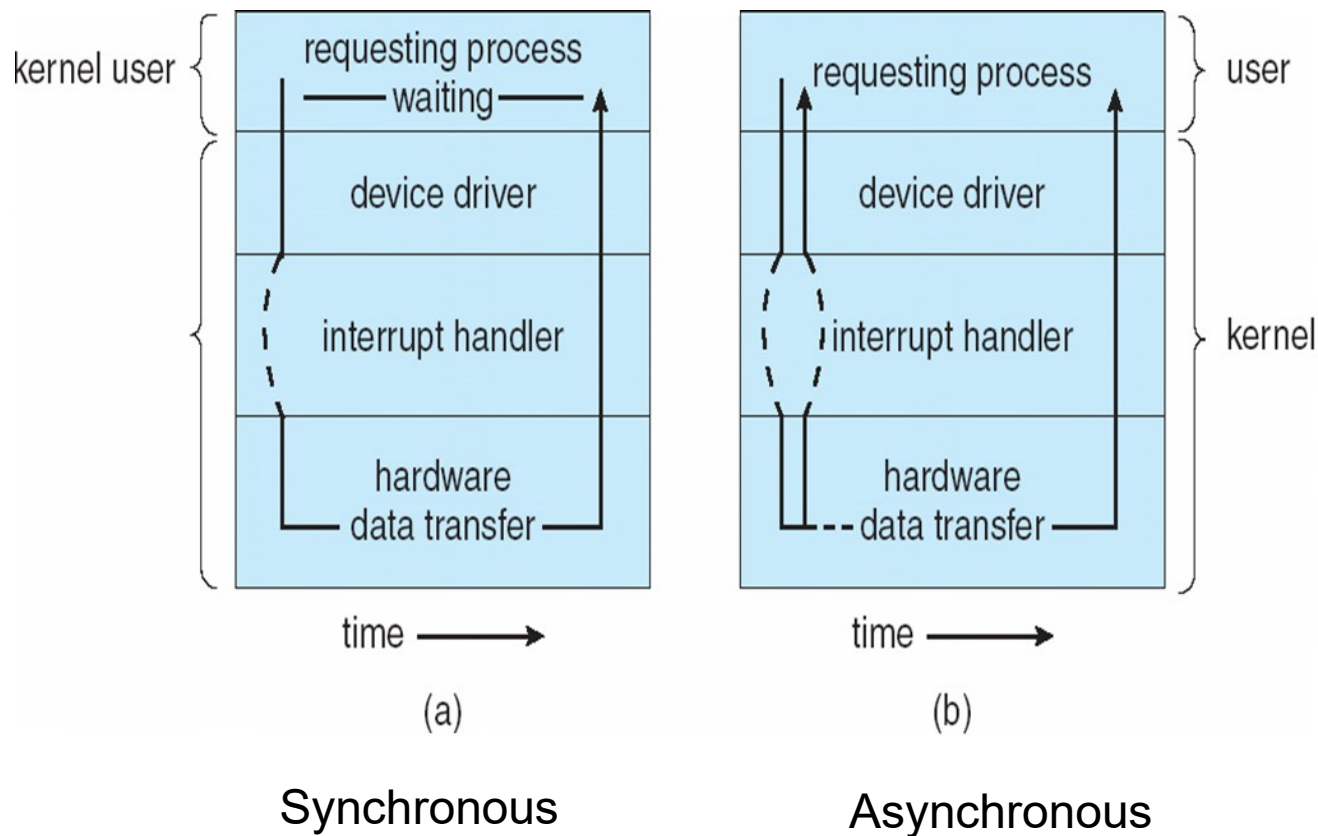 kernel user
requesting process
waiting
device driver
interrupt handler
hardware
data transfer
time
(a)
Synchronous
requesting process
user
device driver
interrupt handler
kernel
hardware
data transfer
time
(b)
Asynchronous